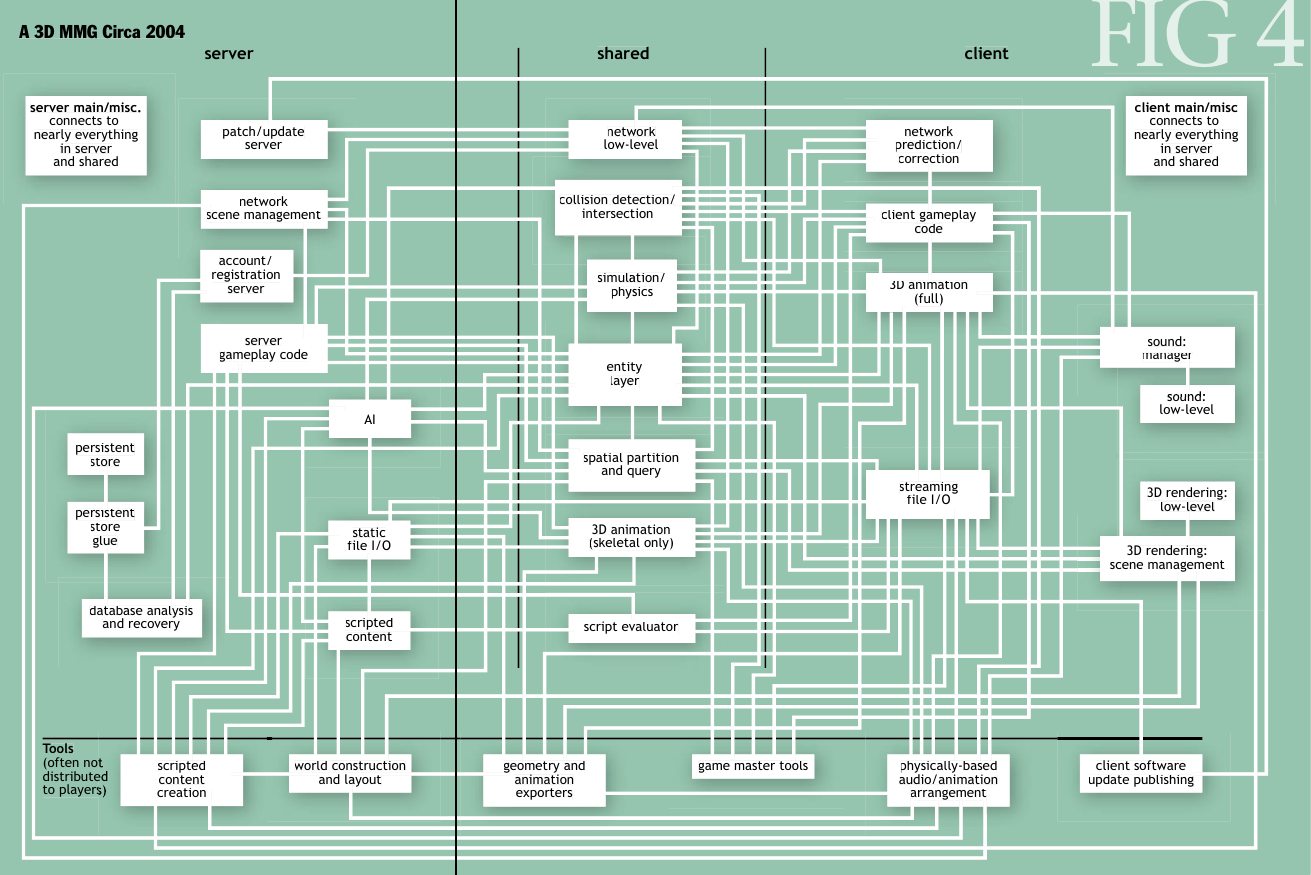 A 3D MMG Circa 2004
FIG 4
server
shared
client
server main/misc.
connects to
nearly everything
in server
and shared
patch/update
server
network
low-level
network
prediction/
correction
client main/misc
connects to
nearly everything
in server
and shared
network
scene management
collision detection/
intersection
client gameplay
code
account/
registration
server
simulation/
physics
3D animation
(full)
server
gameplay code
entity
layer
sound:
manager
AI
sound:
low-level
persistent
store
spatial partition
and query
streaming
file I/O
3D rendering:
low-level
persistent
store
glue
static
file I/O
3D animation
(skeletal only)
3D rendering:
scene management
database analysis
and recovery
scripted
content
script evaluator
Tools
(often not
distributed
to players)
scripted
content
creation
world construction
and layout
geometry and
animation
exporters
game master tools
physically-based
audio/animation
arrangement
client software
update publishing